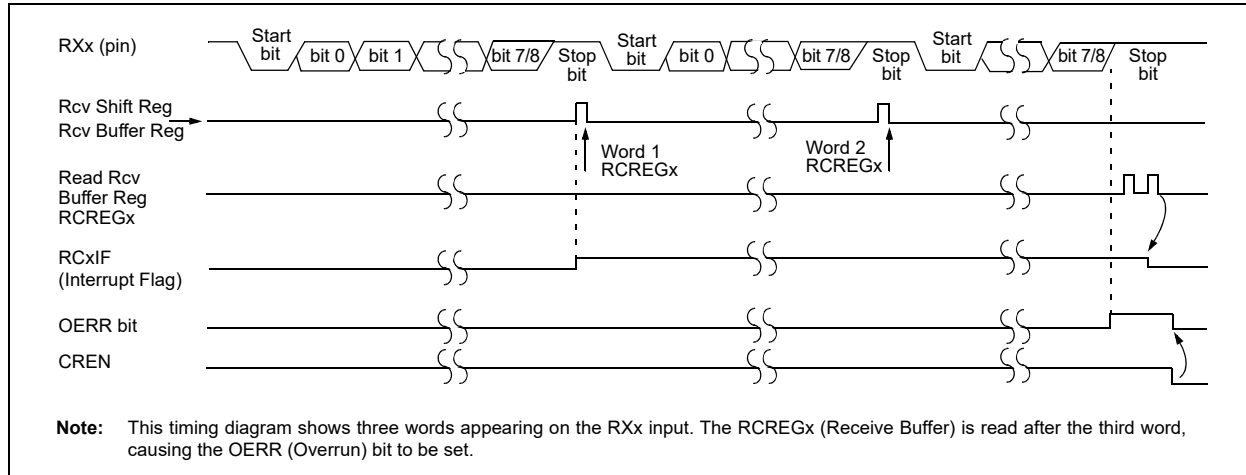 RXx (pin)
Start
bit
bit 0
bit 1
bit 7/8
Stop
bit
Start
bit
bit 0
bit 7/8
Stop
bit
Start
bit
bit 7/8
Stop
bit
Rcv Shift Reg
Rcv Buffer Reg
Word 1
RCREGx
Word 2
RCREGx
Read Rcv
Buffer Reg
RCREGx
RCxIF
(Interrupt Flag)
OERR bit
CREN
Note: This timing diagram shows three words appearing on the RXx input. The RCREGx (Receive Buffer) is read after the third word,
causing the OERR (Overrun) bit to be set.